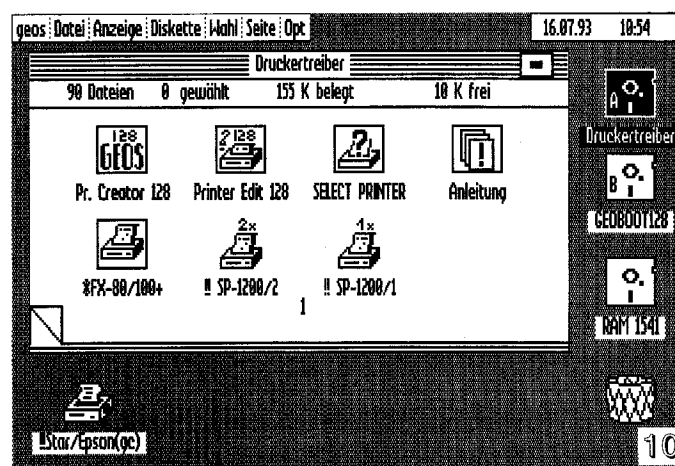 geos Datei Anzeige Diskette Wahl Seite Opt 16.07.93 10:54
Druckertreiber
90 Dateien 0 gewählt 155 K belegt 10 K frei
A
Druckertreiber
128
GEOS
Pr. Creator 128
?128
Printer Edit 128
?
SELECT PRINTER
!
Anleitung
B
GEOBOOT128
*FX-80/100+
2x
!! SP-1200/2
1x
!! SP-1200/1
1
RAM 1541
!!Star/Epson(gc)
10